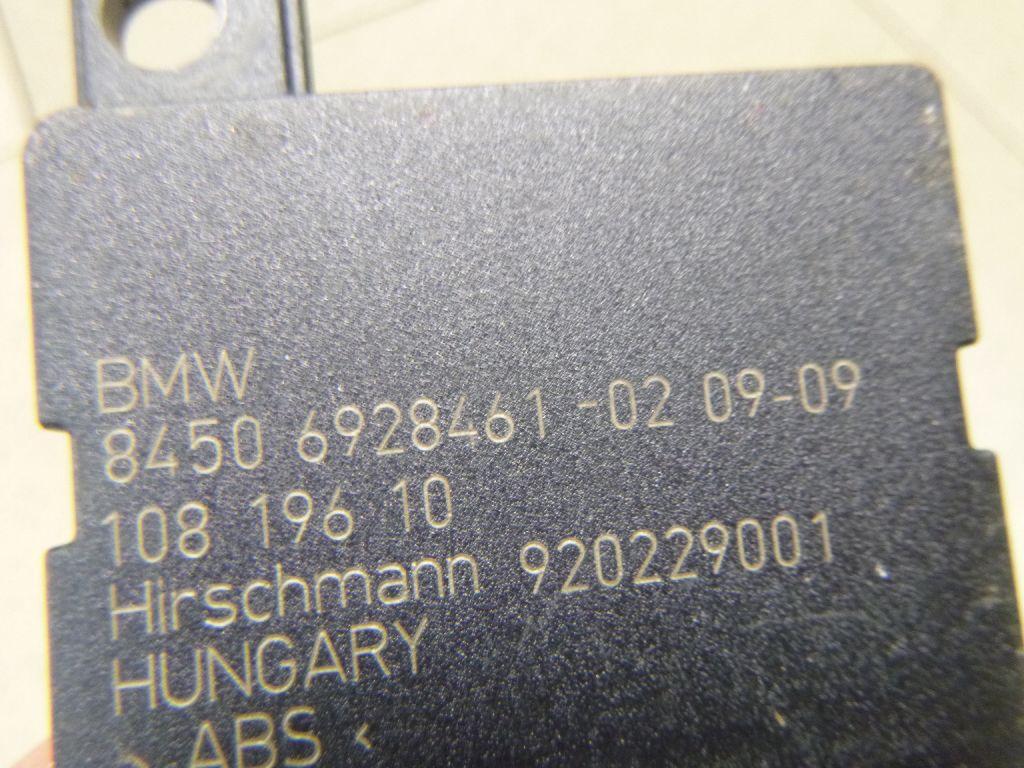 BMW
8450 6928461 -02 09-09
108 196 10
Hirschmann 920229001
HUNGARY
> ABS <